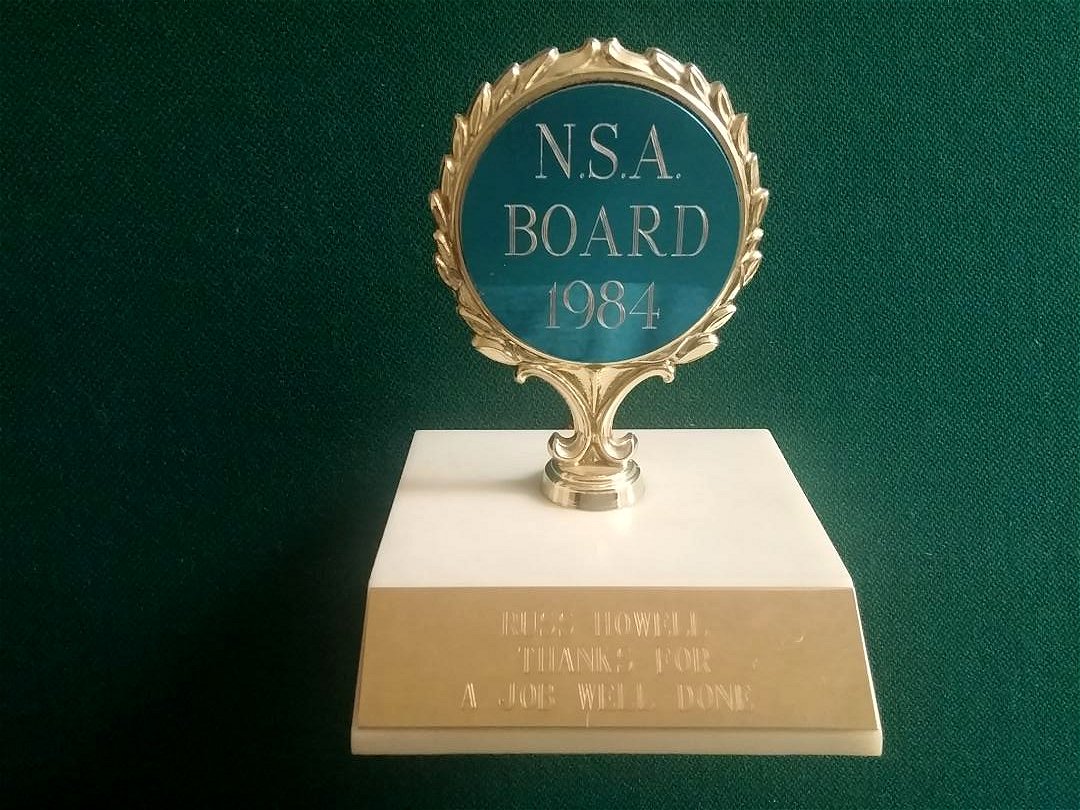 N.S.A.
BOARD
1984
RUSS HOWELL
THANKS FOR
A JOB WELL DONE